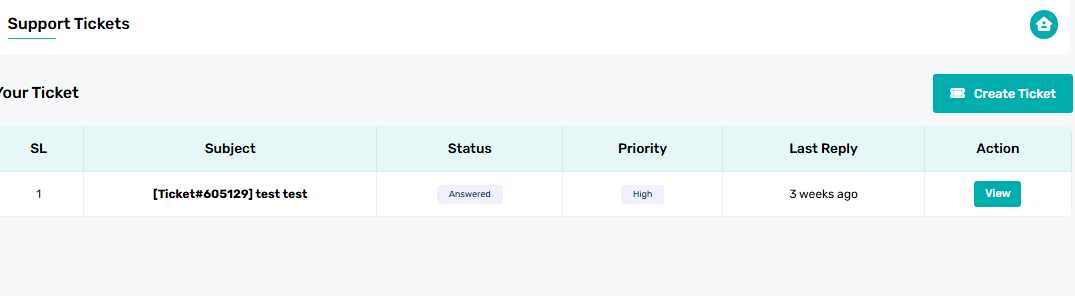 Support Tickets
Your Ticket
Create Ticket
SL Subject Status Priority Last Reply Action
1 [Ticket#605129] test test Answered High 3 weeks ago View